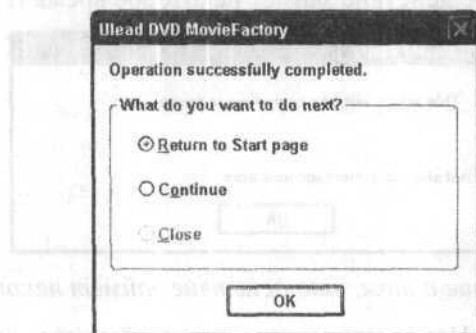 Ulead DVD MovieFactory
Operation successfully completed.
What do you want to do next?
Return to Start page
Continue
Close
OK